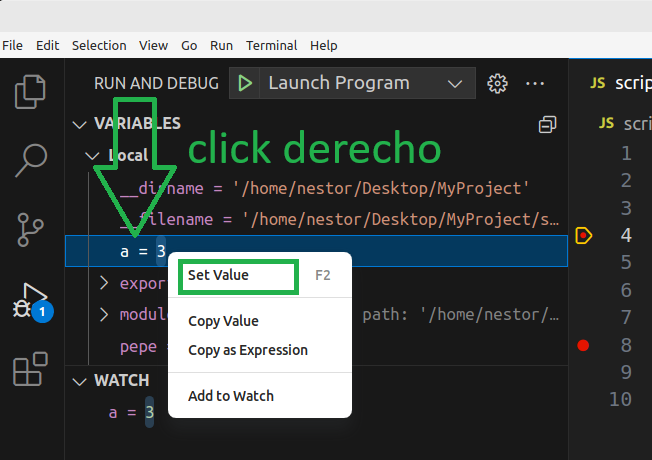 File Edit Selection View Go Run Terminal Help
RUN AND DEBUG Launch Program ...
JS scrip
VARIABLES
click derecho
JS scri
Local
__dirname = '/home/nestor/Desktop/MyProject'
__filename = '/home/nestor/Desktop/MyProject/s…
a = 3
Set Value F2
expor
Copy Value
modul path: '/home/nestor/…
Copy as Expression
pepe =
WATCH
Add to Watch
a = 3
1
1
2
3
4
5
6
7
8
9
10